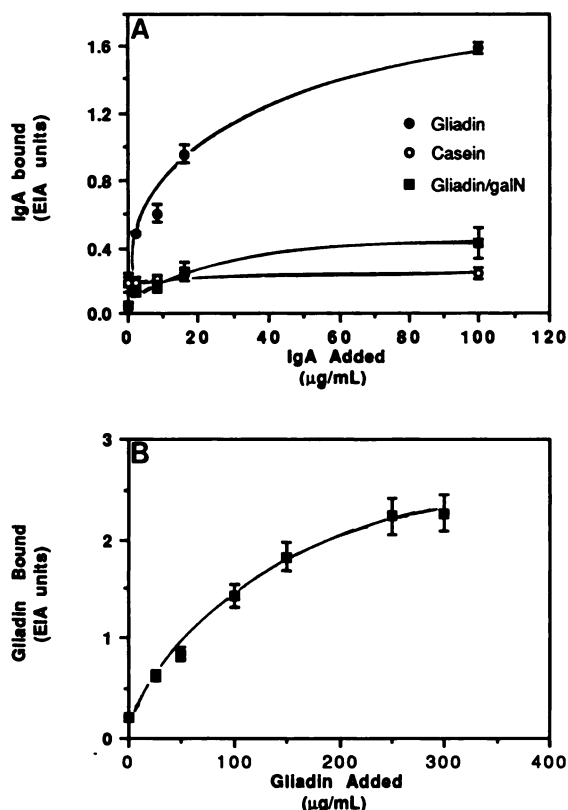 A
1.6
1.2
0.8
0.4
0.0
IgA bound
(EIA units)
Gliadin
Casein
Gliadin/galN
0 20 40 60 80 100 120
IgA Added
(µg/mL)
B
3
2
1
0
Gliadin Bound
(EIA units)
0 100 200 300 400
Gliadin Added
(µg/mL)